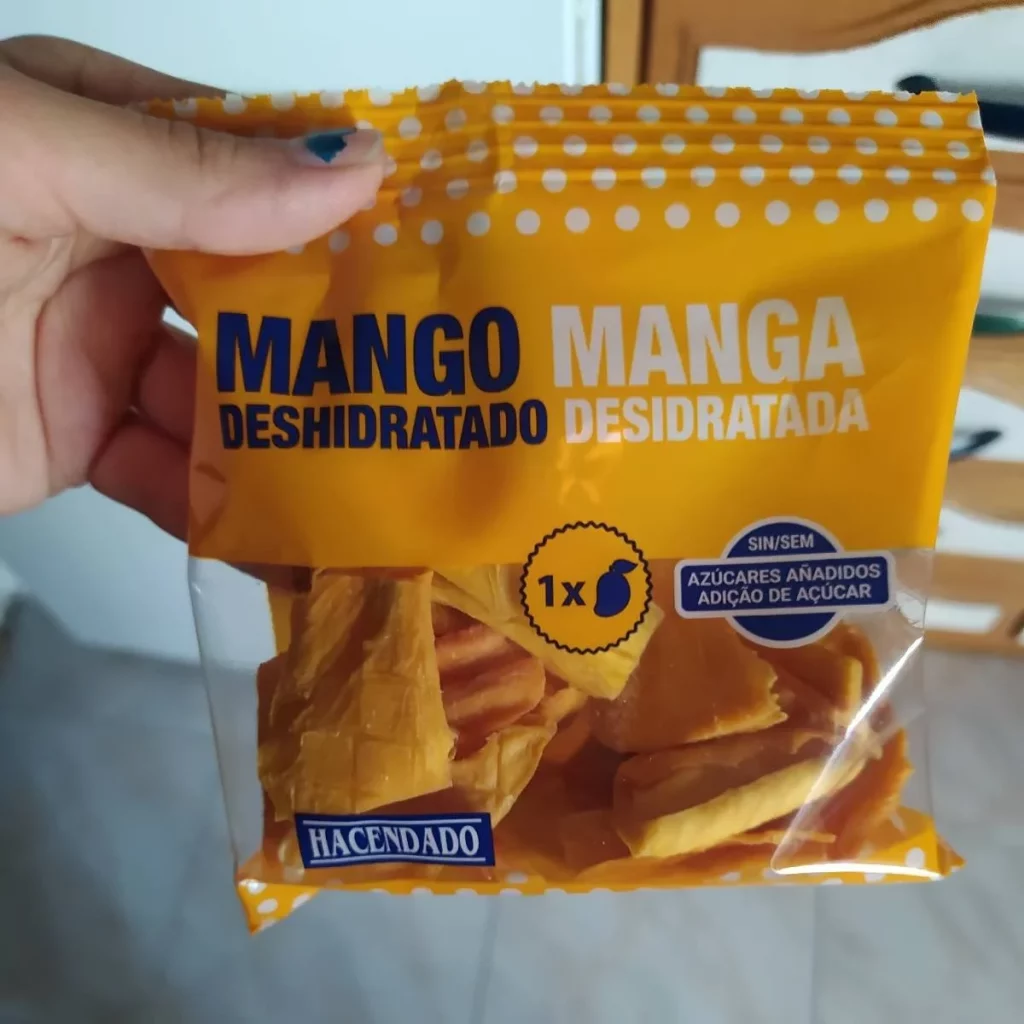 MANGO MANGA
DESHIDRATADO DESIDRATADA
1x
SIN/SEM
AZÚCARES AÑADIDOS
ADIÇÃO DE AÇÚCAR
HACENDADO